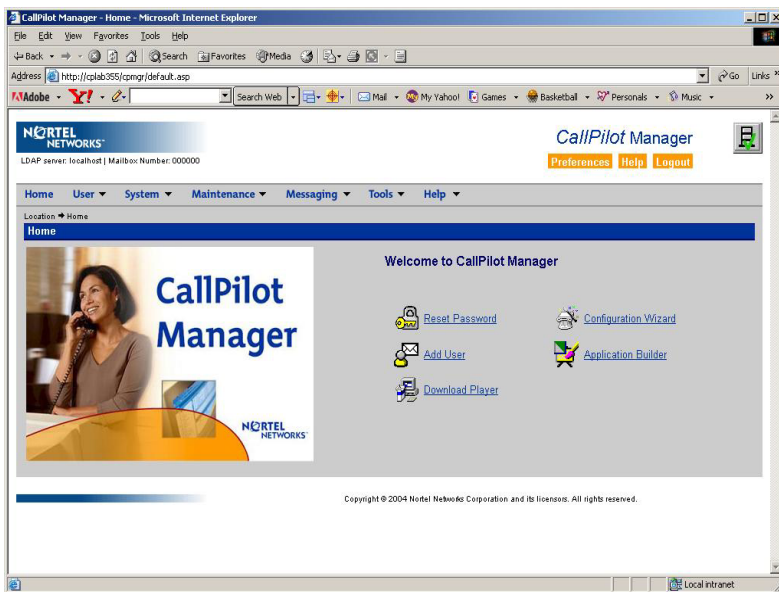 CallPilot Manager - Home - Microsoft Internet Explorer
File Edit View Favorites Tools Help
Back Search Favorites Media
Address http://cplab355/cpmgr/default.asp Go Links »
Adobe Y! Search Web Mail My Yahoo! Games Basketball Personals Music »
NORTEL
NETWORKS™
CallPilot Manager
LDAP server: localhost | Mailbox Number: 000000
Preferences Help Logout
Home User System Maintenance Messaging Tools Help
Location Home
Home
CallPilot
Manager
NORTEL
NETWORKS™
Welcome to CallPilot Manager
Reset Password Configuration Wizard
Add User Application Builder
Download Player
Copyright © 2004 Nortel Networks Corporation and its licensors. All rights reserved.
Local intranet